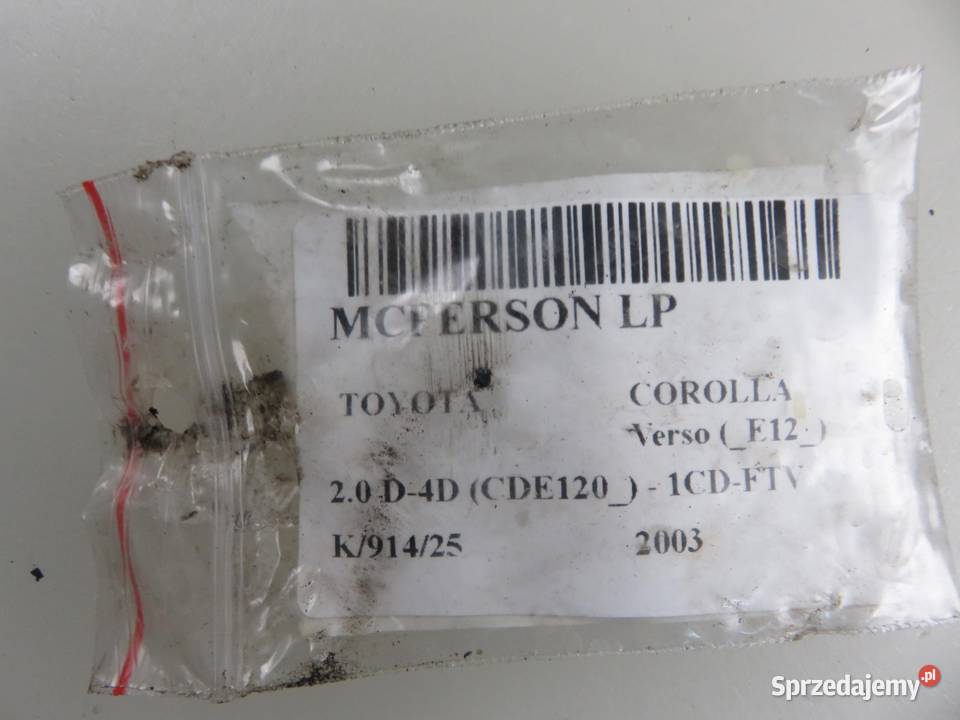 MCPERSON LP
TOYOTA COROLLA
Verso (_E12_)
2.0 D-4D (CDE120_) - 1CD-FTV
K/914/25 2003
Sprzedajemy.pl